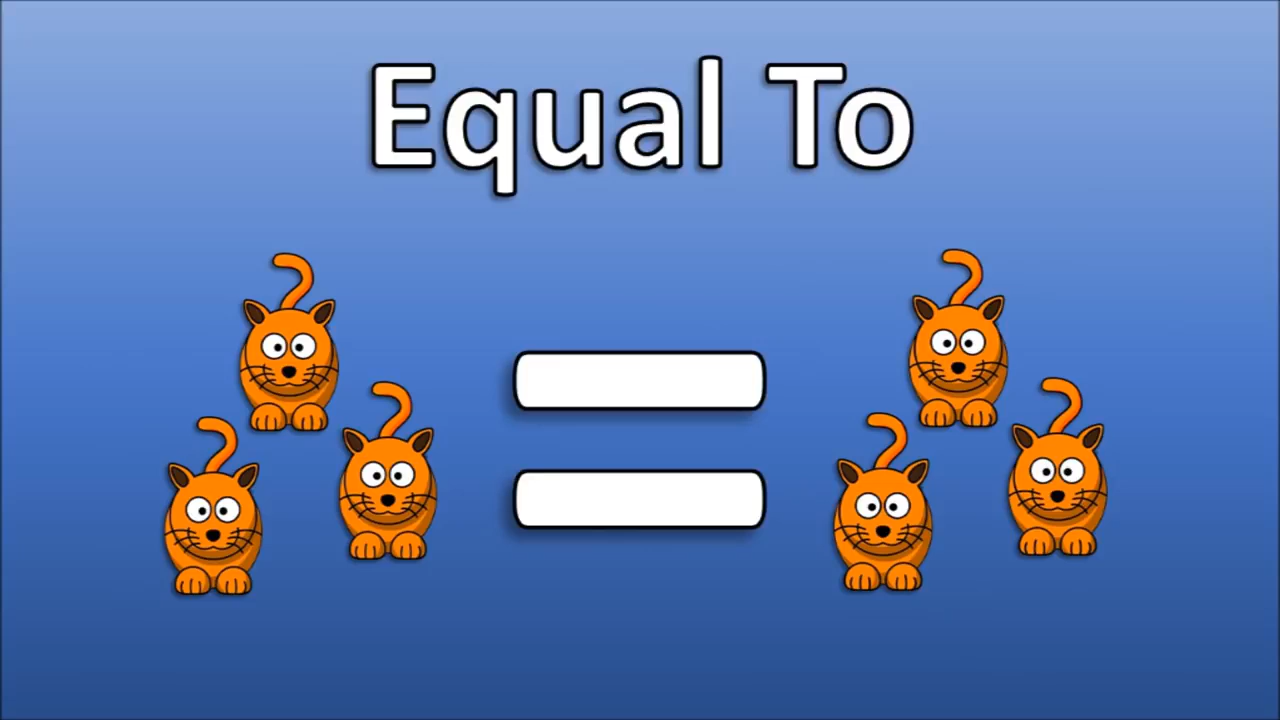 Equal To
=